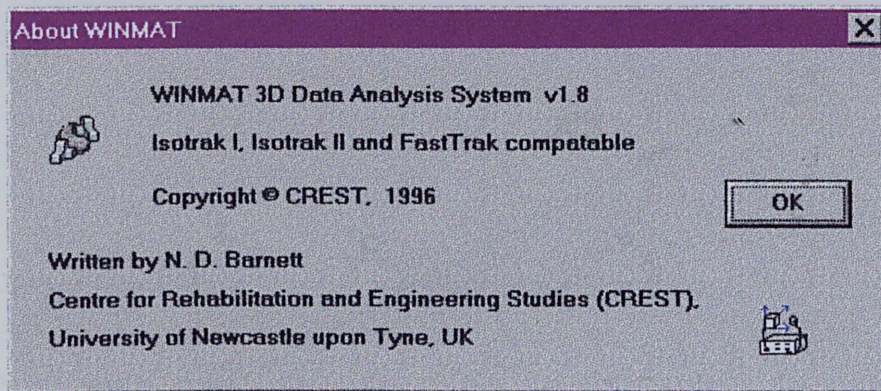 About WINMAT
WINMAT 3D Data Analysis System v1.8
Isotrak I, Isotrak II and FastTrak compatable
Copyright © CREST, 1996
OK
Written by N. D. Barnett
Centre for Rehabilitation and Engineering Studies (CREST),
University of Newcastle upon Tyne, UK